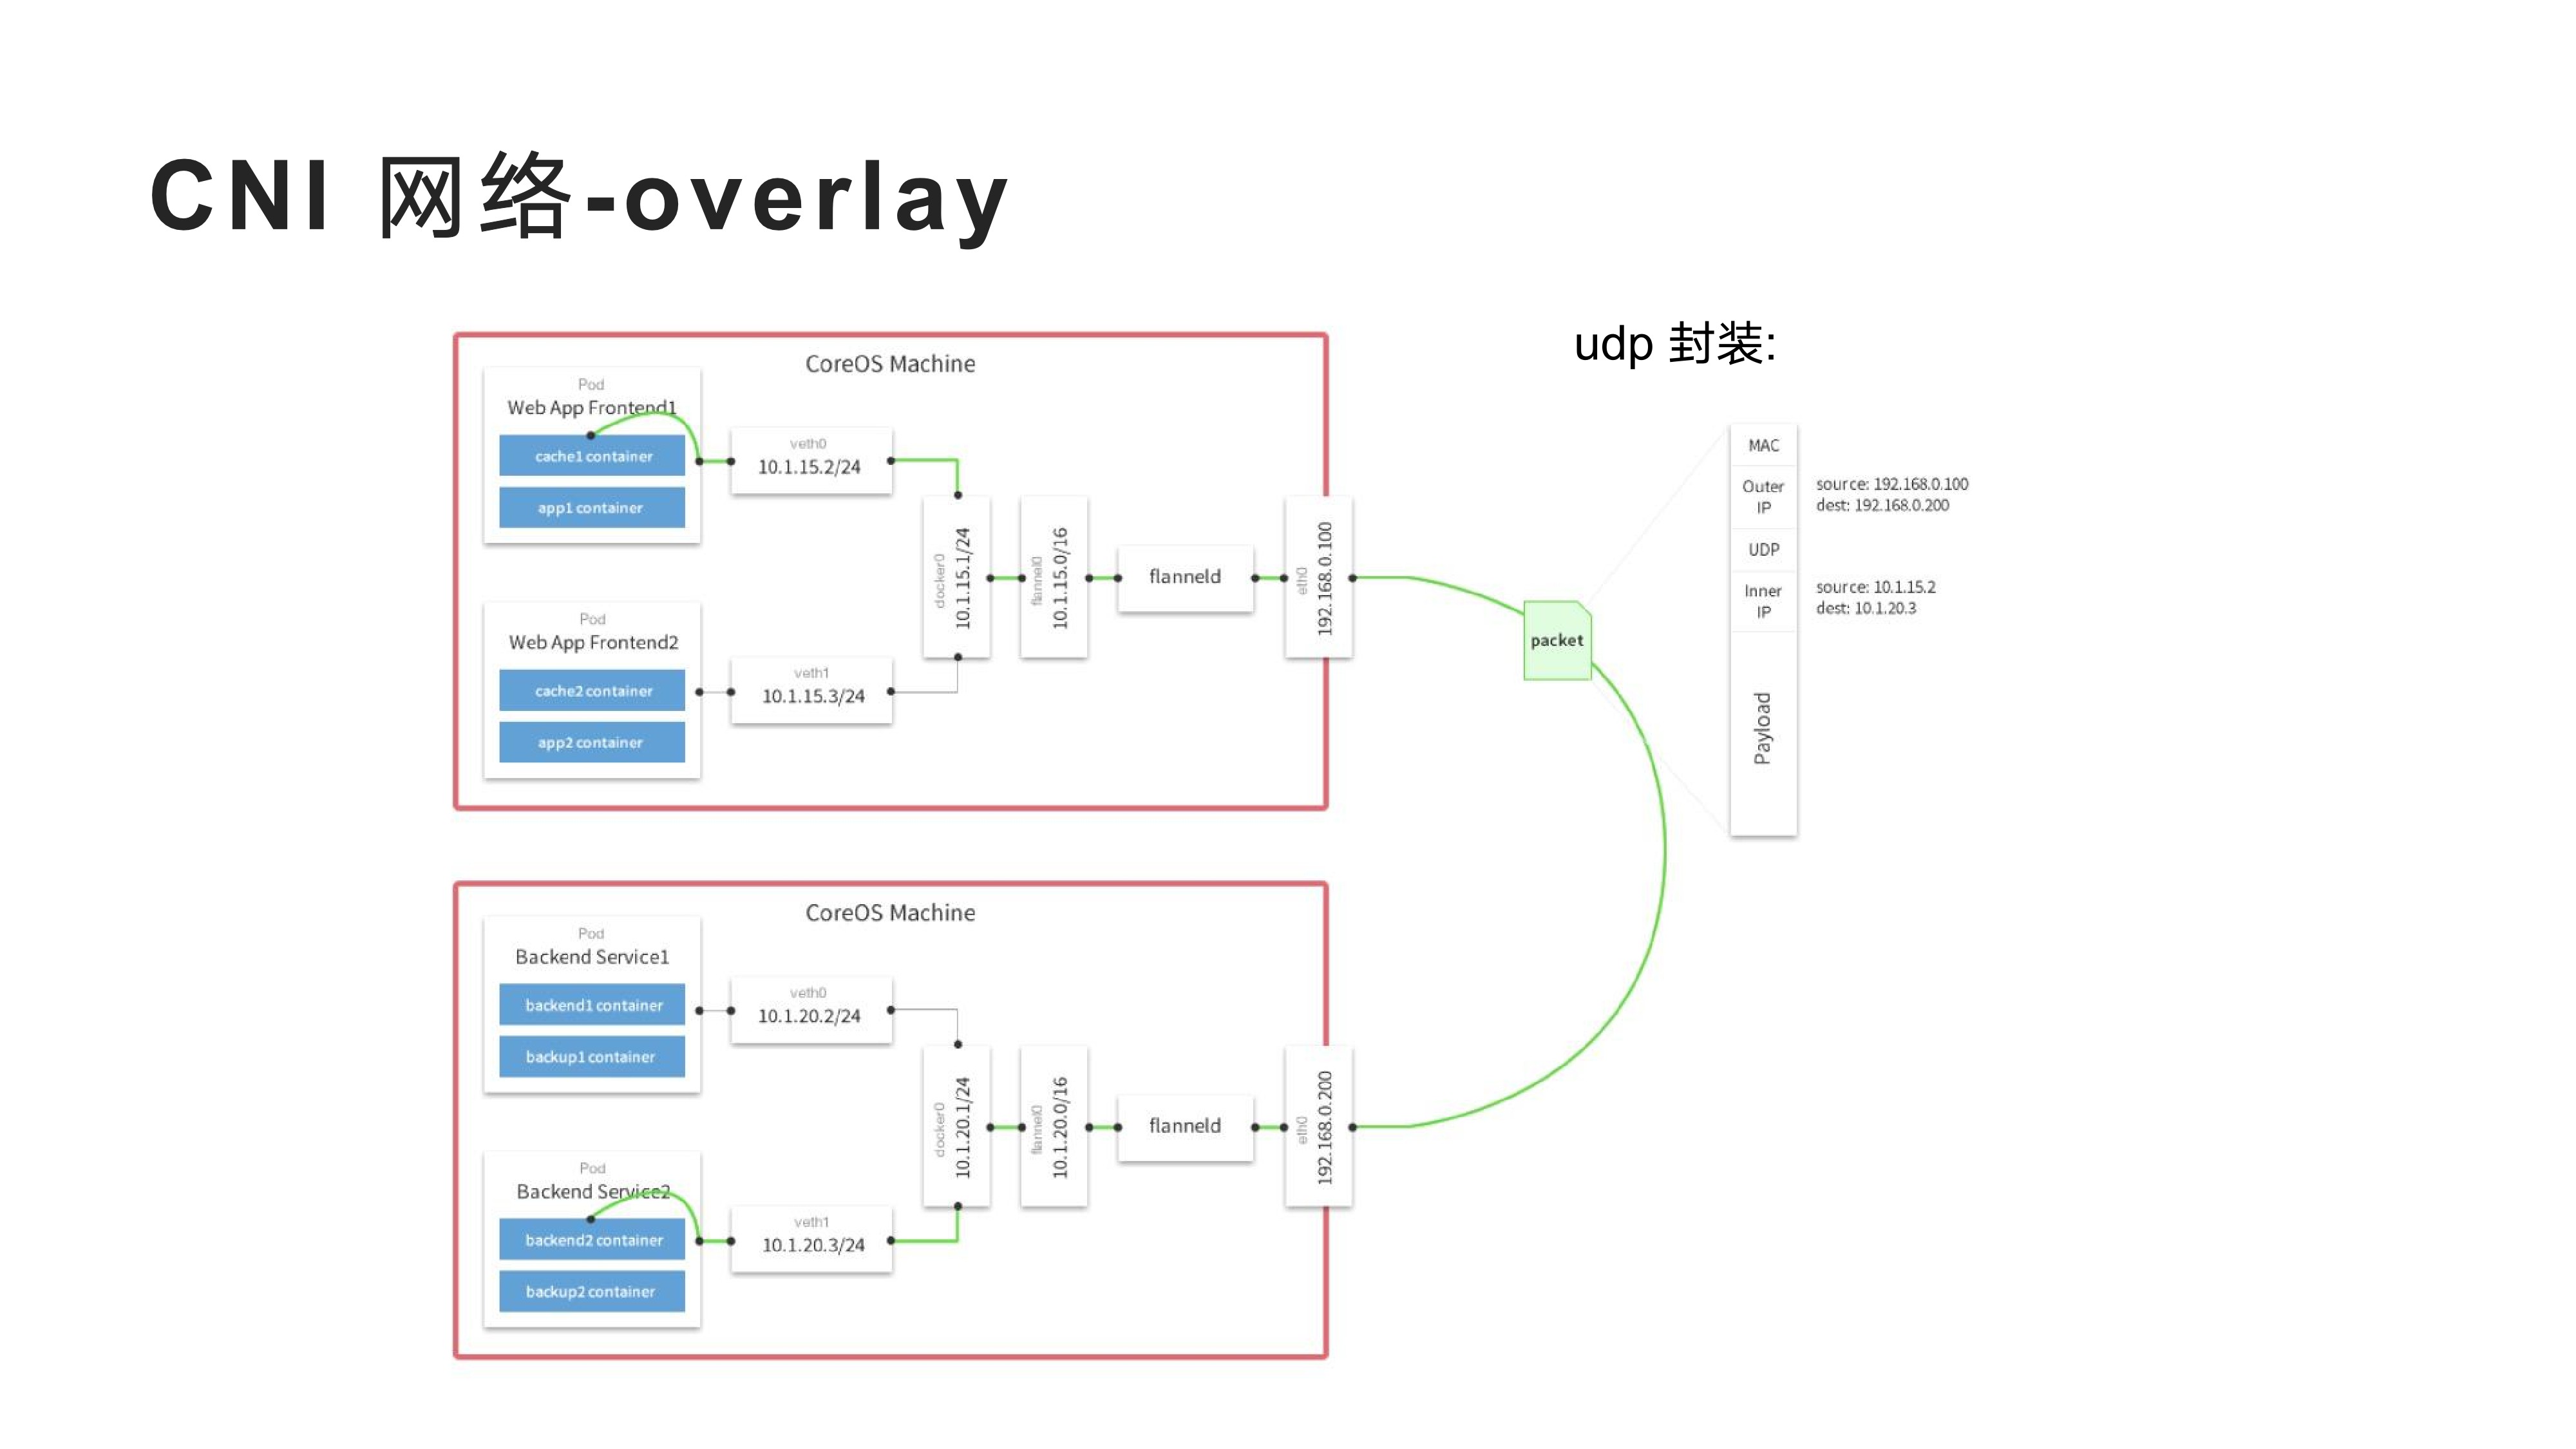 CNI 网络-overlay
udp 封装:
CoreOS Machine
Pod
Web App Frontend1
cache1 container
app1 container
veth0
10.1.15.2/24
Pod
Web App Frontend2
cache2 container
app2 container
veth1
10.1.15.3/24
docker0
10.1.15.1/24
flannel0
10.1.15.0/16
flanneld
eth0
192.168.0.100
packet
MAC
Outer
IP
source: 192.168.0.100
dest: 192.168.0.200
UDP
Inner
IP
source: 10.1.15.2
dest: 10.1.20.3
Payload
CoreOS Machine
Pod
Backend Service1
backend1 container
backup1 container
veth0
10.1.20.2/24
Pod
Backend Service2
backend2 container
backup2 container
veth1
10.1.20.3/24
docker0
10.1.20.1/24
flannel0
10.1.20.0/16
flanneld
eth0
192.168.0.200